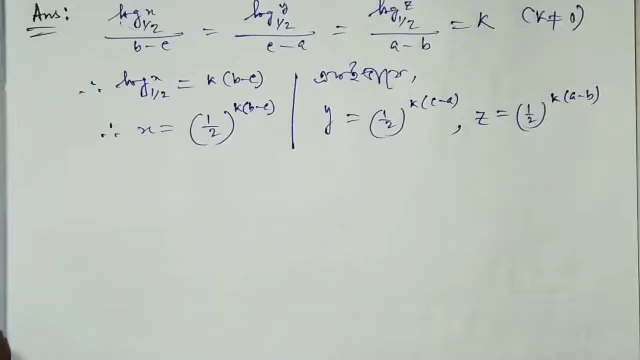 Ans: log_{1/2} x / (b-c) = log_{1/2} y / (c-a) = log_{1/2} z / (a-b) = k (k≠0)
∴ log_{1/2} x = k(b-c) | একইভাবে,
∴ x = (1/2)^{k(b-c)} | y = (1/2)^{k(c-a)}, z = (1/2)^{k(a-b)}